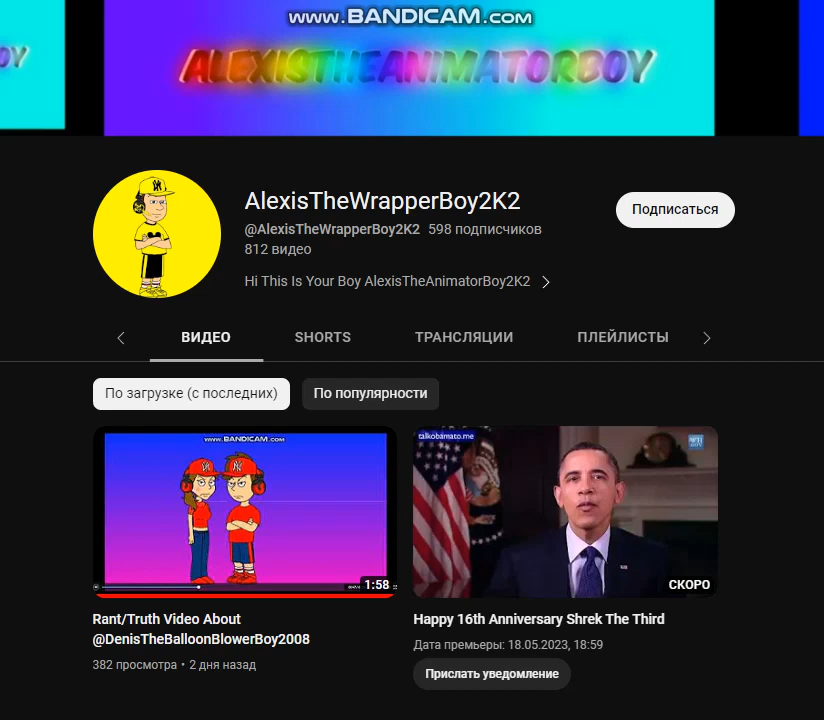 www.BANDICAM.com
OY
ALEXISTHEANIMATORBOY
AlexisTheWrapperBoy2K2
@AlexisTheWrapperBoy2K2 598 подписчиков
812 видео
Hi This Is Your Boy AlexisTheAnimatorBoy2K2
Подписаться
ВИДЕО SHORTS ТРАНСЛЯЦИИ ПЛЕЙЛИСТЫ
По загрузке (с последних) По популярности
www.BANDICAM.com
1:58
talkobamato.me
СКОРО
Rant/Truth Video About
@DenisTheBalloonBlowerBoy2008
382 просмотра • 2 дня назад
Happy 16th Anniversary Shrek The Third
Дата премьеры: 18.05.2023, 18:59
Прислать уведомление